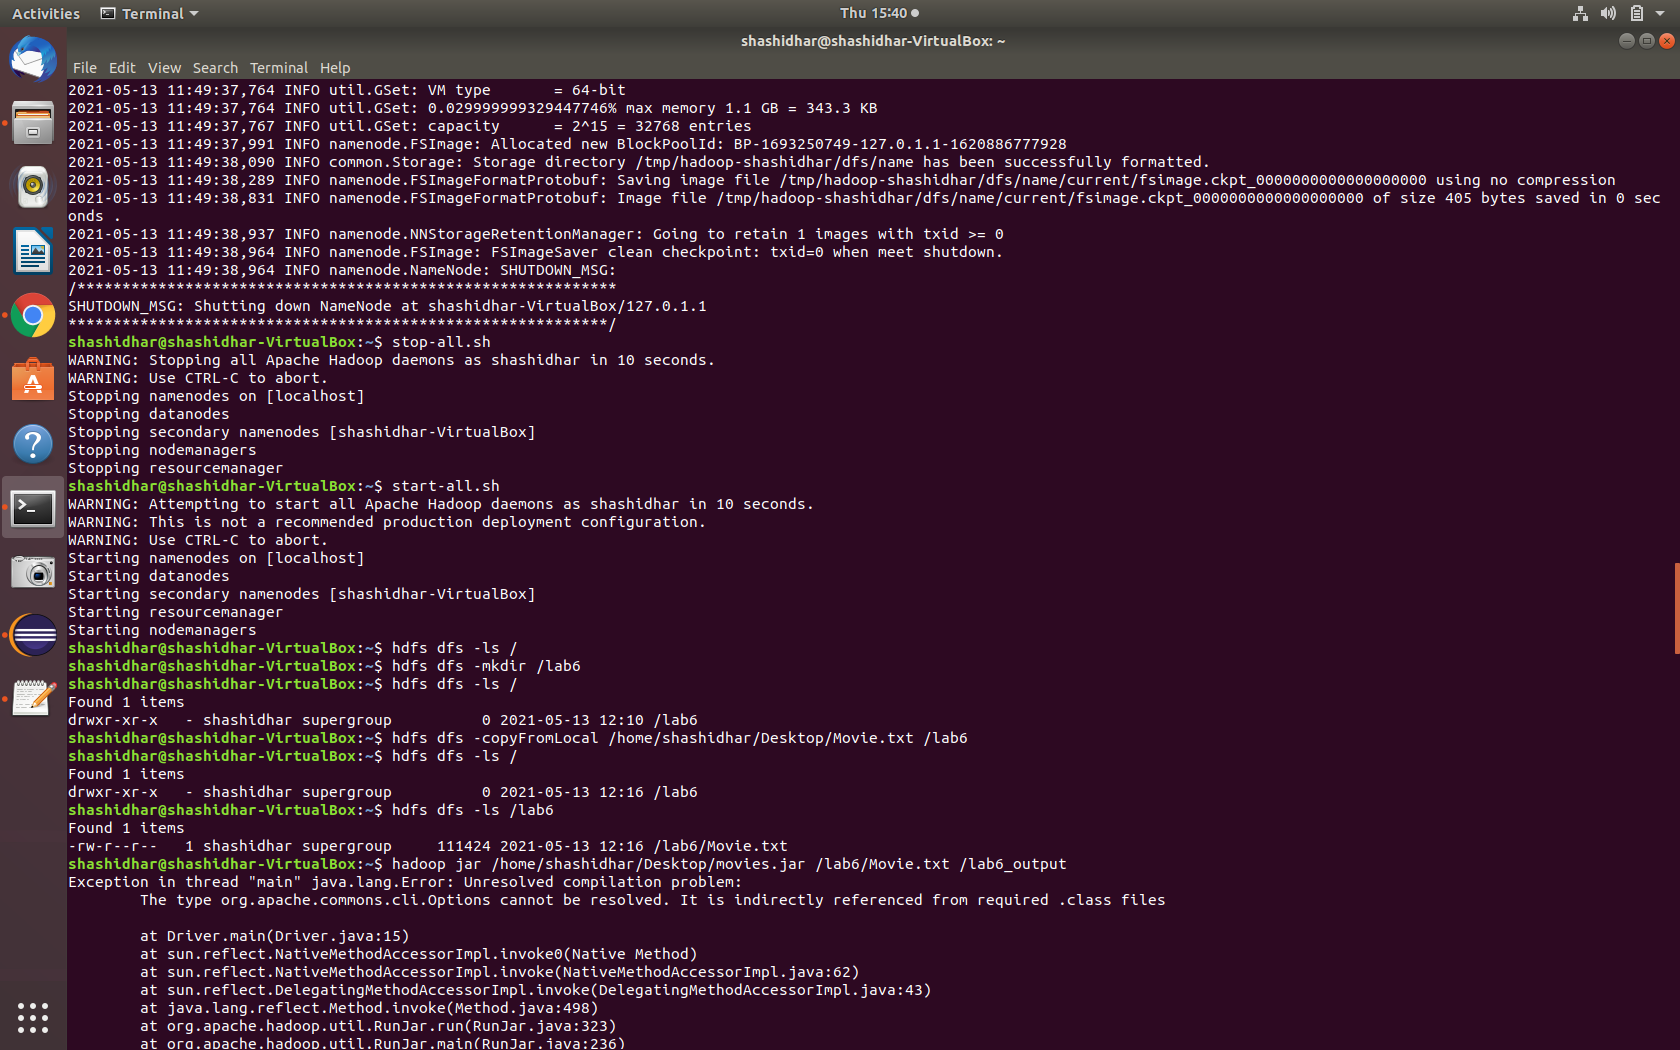 Activities Terminal Thu 15:40
shashidhar@shashidhar-VirtualBox: ~
File Edit View Search Terminal Help
2021-05-13 11:49:37,764 INFO util.GSet: VM type       = 64-bit
2021-05-13 11:49:37,764 INFO util.GSet: 0.029999999329447746% max memory 1.1 GB = 343.3 KB
2021-05-13 11:49:37,767 INFO util.GSet: capacity      = 2^15 = 32768 entries
2021-05-13 11:49:37,991 INFO namenode.FSImage: Allocated new BlockPoolId: BP-1693250749-127.0.1.1-1620886777928
2021-05-13 11:49:38,090 INFO common.Storage: Storage directory /tmp/hadoop-shashidhar/dfs/name has been successfully formatted.
2021-05-13 11:49:38,289 INFO namenode.FSImageFormatProtobuf: Saving image file /tmp/hadoop-shashidhar/dfs/name/current/fsimage.ckpt_0000000000000000000 using no compression
2021-05-13 11:49:38,831 INFO namenode.FSImageFormatProtobuf: Image file /tmp/hadoop-shashidhar/dfs/name/current/fsimage.ckpt_0000000000000000000 of size 405 bytes saved in 0 sec
onds .
2021-05-13 11:49:38,937 INFO namenode.NNStorageRetentionManager: Going to retain 1 images with txid >= 0
2021-05-13 11:49:38,964 INFO namenode.FSImage: FSImageSaver clean checkpoint: txid=0 when meet shutdown.
2021-05-13 11:49:38,964 INFO namenode.NameNode: SHUTDOWN_MSG:
/************************************************************
SHUTDOWN_MSG: Shutting down NameNode at shashidhar-VirtualBox/127.0.1.1
************************************************************/
shashidhar@shashidhar-VirtualBox:~$ stop-all.sh
WARNING: Stopping all Apache Hadoop daemons as shashidhar in 10 seconds.
WARNING: Use CTRL-C to abort.
Stopping namenodes on [localhost]
Stopping datanodes
Stopping secondary namenodes [shashidhar-VirtualBox]
Stopping nodemanagers
Stopping resourcemanager
shashidhar@shashidhar-VirtualBox:~$ start-all.sh
WARNING: Attempting to start all Apache Hadoop daemons as shashidhar in 10 seconds.
WARNING: This is not a recommended production deployment configuration.
WARNING: Use CTRL-C to abort.
Starting namenodes on [localhost]
Starting datanodes
Starting secondary namenodes [shashidhar-VirtualBox]
Starting resourcemanager
Starting nodemanagers
shashidhar@shashidhar-VirtualBox:~$ hdfs dfs -ls /
shashidhar@shashidhar-VirtualBox:~$ hdfs dfs -mkdir /lab6
shashidhar@shashidhar-VirtualBox:~$ hdfs dfs -ls /
Found 1 items
drwxr-xr-x   - shashidhar supergroup          0 2021-05-13 12:10 /lab6
shashidhar@shashidhar-VirtualBox:~$ hdfs dfs -copyFromLocal /home/shashidhar/Desktop/Movie.txt /lab6
shashidhar@shashidhar-VirtualBox:~$ hdfs dfs -ls /
Found 1 items
drwxr-xr-x   - shashidhar supergroup          0 2021-05-13 12:16 /lab6
shashidhar@shashidhar-VirtualBox:~$ hdfs dfs -ls /lab6
Found 1 items
-rw-r--r--   1 shashidhar supergroup     111424 2021-05-13 12:16 /lab6/Movie.txt
shashidhar@shashidhar-VirtualBox:~$ hadoop jar /home/shashidhar/Desktop/movies.jar /lab6/Movie.txt /lab6_output
Exception in thread "main" java.lang.Error: Unresolved compilation problem:
        The type org.apache.commons.cli.Options cannot be resolved. It is indirectly referenced from required .class files
        at Driver.main(Driver.java:15)
        at sun.reflect.NativeMethodAccessorImpl.invoke0(Native Method)
        at sun.reflect.NativeMethodAccessorImpl.invoke(NativeMethodAccessorImpl.java:62)
        at sun.reflect.DelegatingMethodAccessorImpl.invoke(DelegatingMethodAccessorImpl.java:43)
        at java.lang.reflect.Method.invoke(Method.java:498)
        at org.apache.hadoop.util.RunJar.run(RunJar.java:323)
        at org.apache.hadoop.util.RunJar.main(RunJar.java:236)